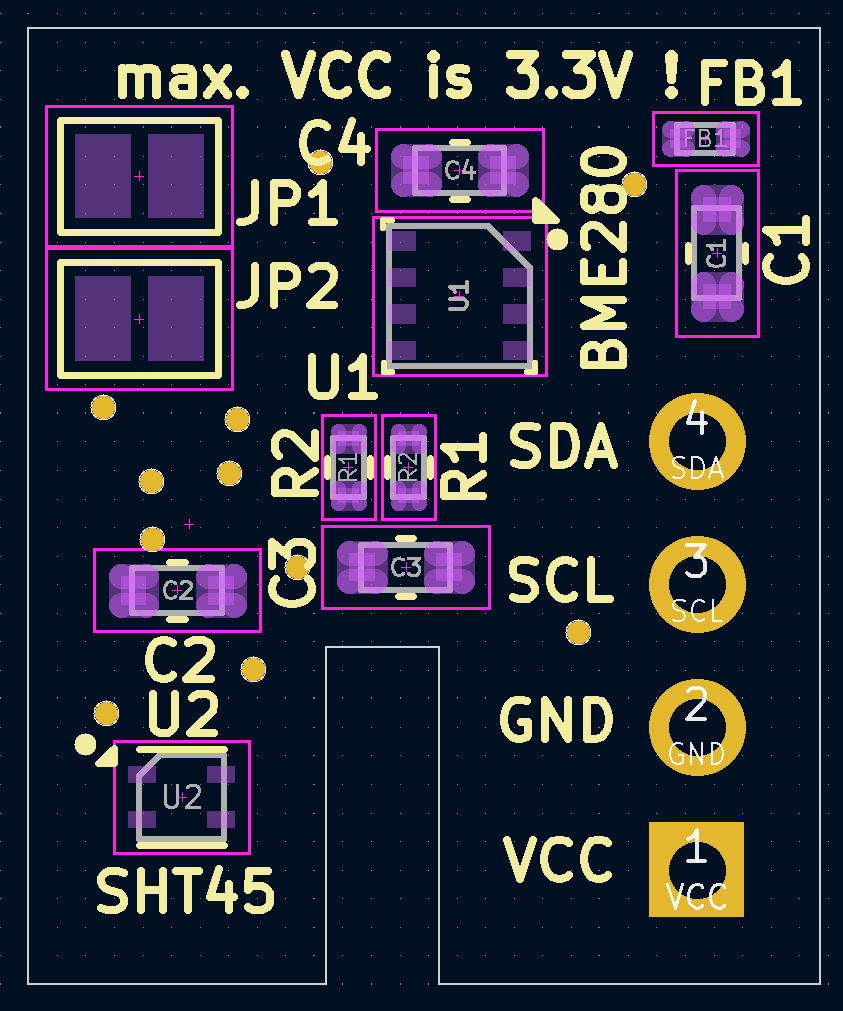 max. VCC is 3.3V !
FB1
FB1
C4
C4
JP1
BME280
C1
C1
JP2
U1
U1
R2
R1
R2
R1
SDA
4
SDA
C3
C3
SCL
3
SCL
C2
C2
U2
GND
2
GND
U2
VCC
1
VCC
SHT45